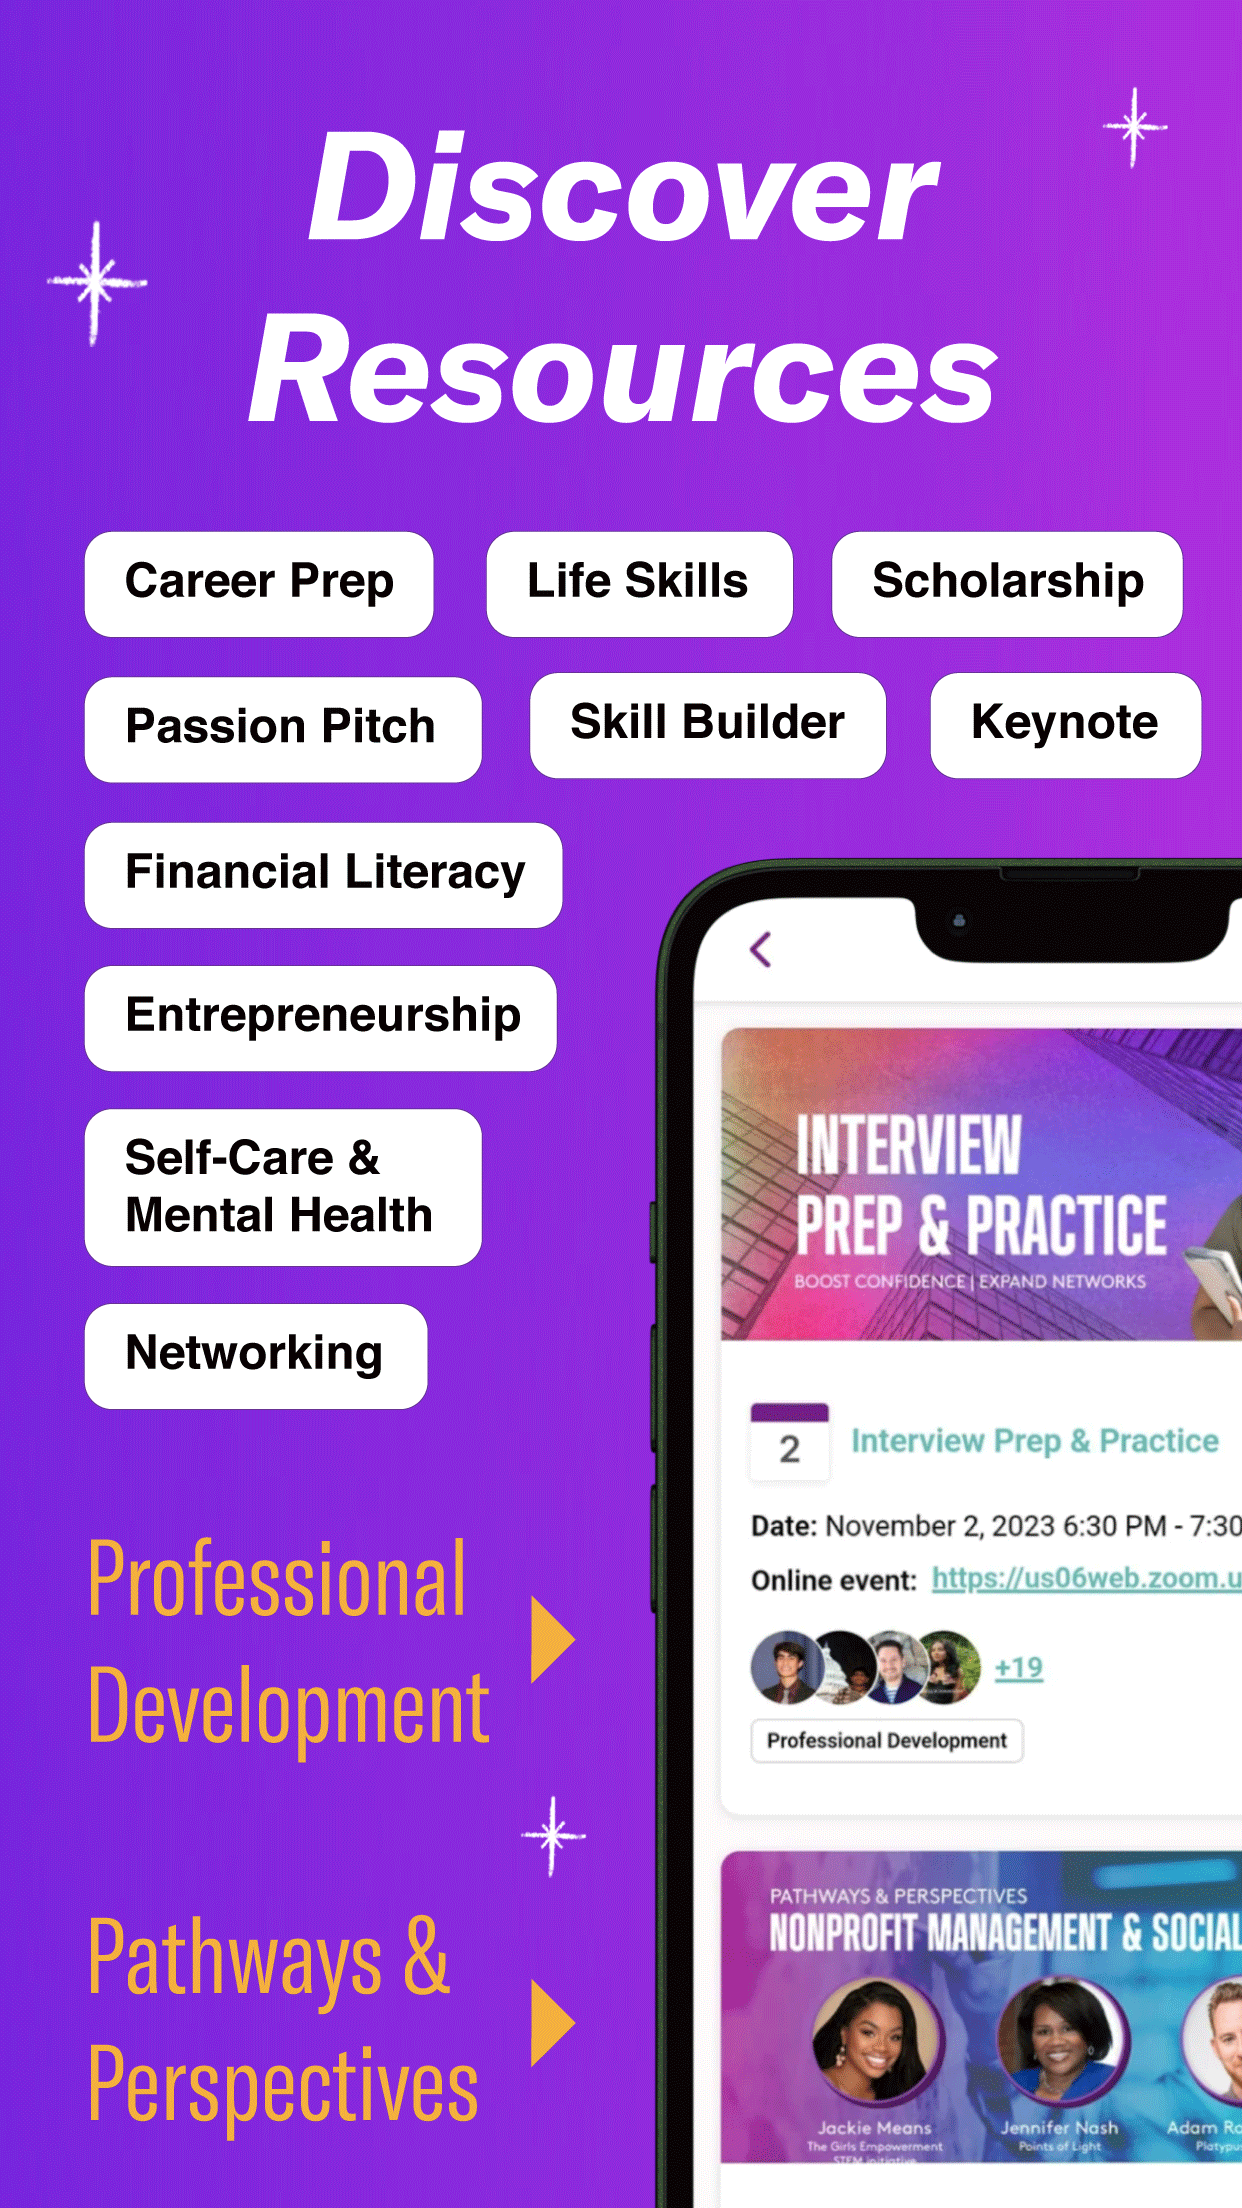 Discover
Resources
Career Prep
Life Skills
Scholarship
Passion Pitch
Skill Builder
Keynote
Financial Literacy
Entrepreneurship
Self-Care &
Mental Health
Networking
Professional
Development
Pathways &
Perspectives
INTERVIEW
PREP & PRACTICE
BOOST CONFIDENCE | EXPAND NETWORKS
2
Interview Prep & Practice
Date: November 2, 2023 6:30 PM - 7:30
Online event: https://us06web.zoom.u
+19
Professional Development
PATHWAYS & PERSPECTIVES
NONPROFIT MANAGEMENT & SOCIAL
Jackie Means
The Girls Empowerment
STEM initiative
Jennifer Nash
Points of Light
Adam Ro
Platypu